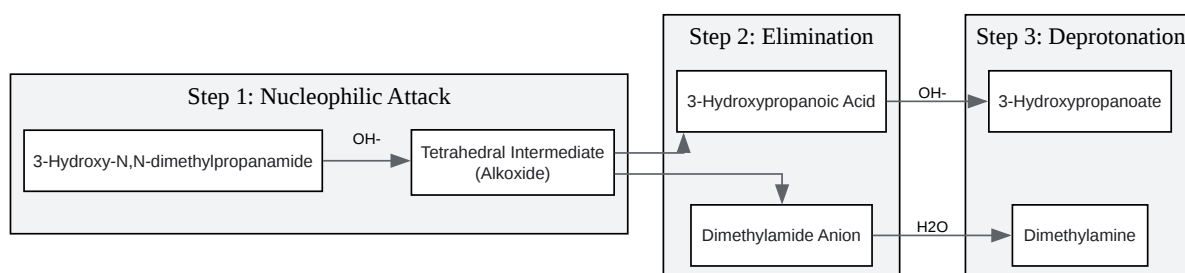 Step 1: Nucleophilic Attack
3-Hydroxy-N,N-dimethylpropanamide
OH-
Tetrahedral Intermediate
(Alkoxide)
Step 2: Elimination
3-Hydroxypropanoic Acid
Dimethylamide Anion
OH-
H2O
Step 3: Deprotonation
3-Hydroxypropanoate
Dimethylamine